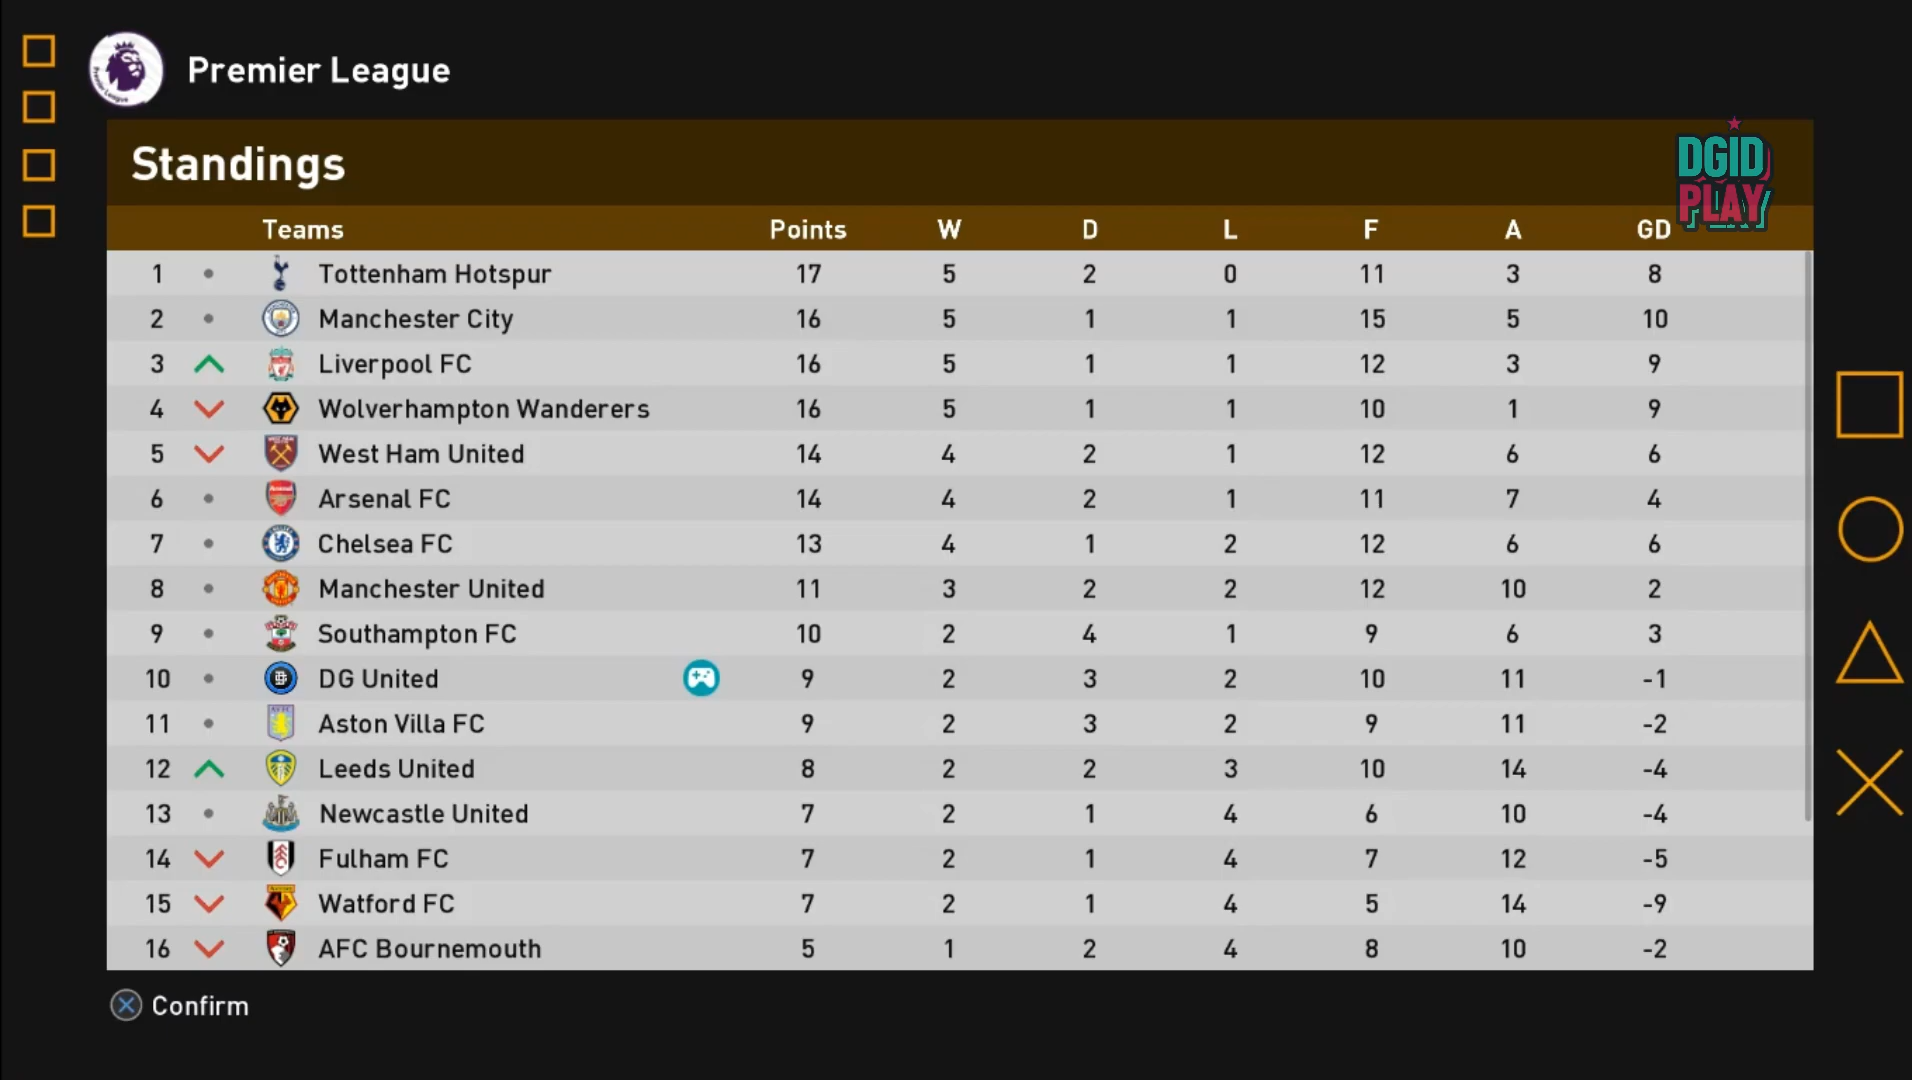 Premier League
Standings
DGID
PLAY
Teams Points W D L F A GD
1 Tottenham Hotspur 17 5 2 0 11 3 8
2 Manchester City 16 5 1 1 15 5 10
3 Liverpool FC 16 5 1 1 12 3 9
4 Wolverhampton Wanderers 16 5 1 1 10 1 9
5 West Ham United 14 4 2 1 12 6 6
6 Arsenal FC 14 4 2 1 11 7 4
7 Chelsea FC 13 4 1 2 12 6 6
8 Manchester United 11 3 2 2 12 10 2
9 Southampton FC 10 2 4 1 9 6 3
10 DG United 9 2 3 2 10 11 -1
11 Aston Villa FC 9 2 3 2 9 11 -2
12 Leeds United 8 2 2 3 10 14 -4
13 Newcastle United 7 2 1 4 6 10 -4
14 Fulham FC 7 2 1 4 7 12 -5
15 Watford FC 7 2 1 4 5 14 -9
16 AFC Bournemouth 5 1 2 4 8 10 -2
Confirm